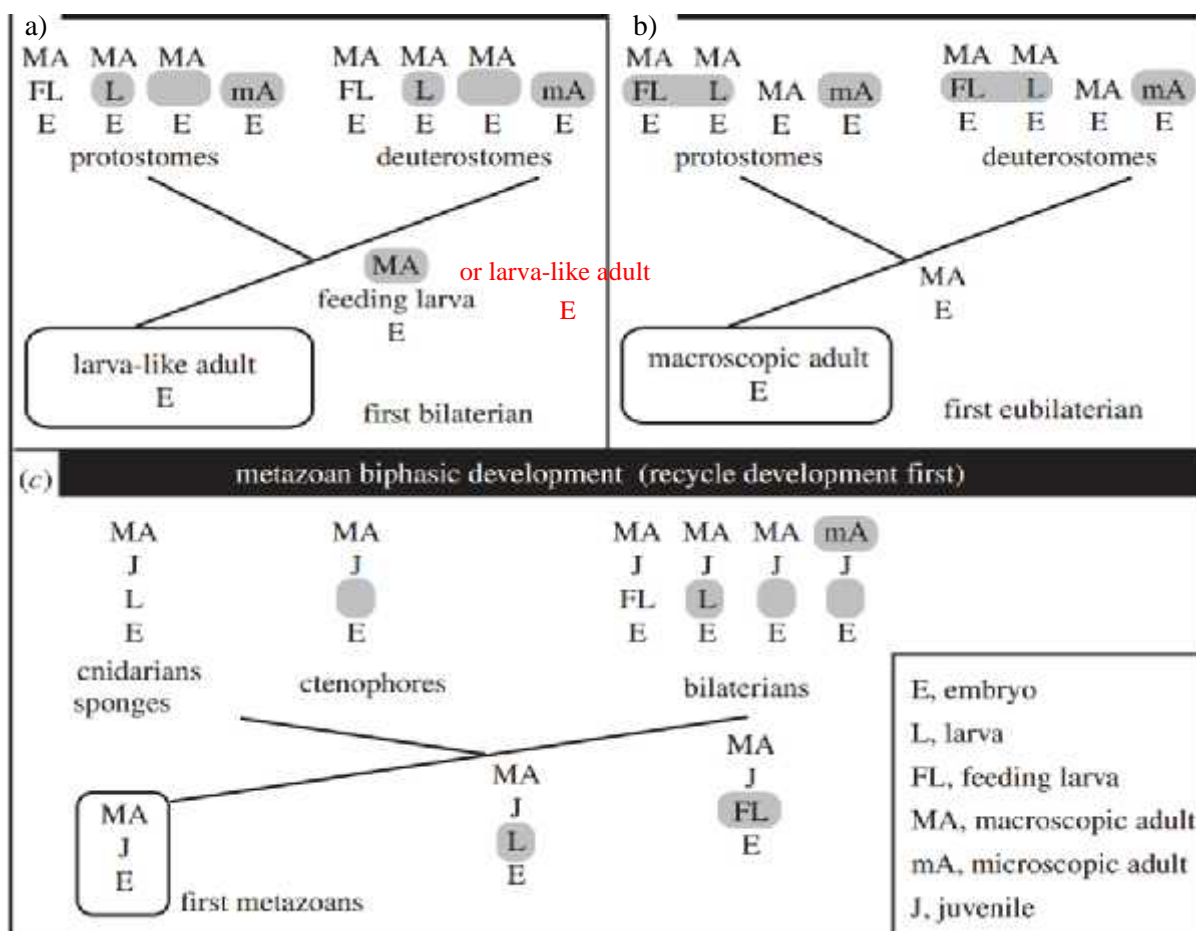 a)
MA MA MA
FL L mA
E E E E
protostomes
MA MA MA
FL L mA
E E E E
deuterostomes
MA
feeding larva
E
or larva-like adult
E
larva-like adult
E
first bilaterian
b)
MA MA
FL L MA mA
E E E E
protostomes
MA MA
FL L MA mA
E E E E
deuterostomes
MA
E
macroscopic adult
E
first eubilaterian
(c)
metazoan biphasic development (recycle development first)
MA
J
L
E
cnidarians
sponges
MA
J
E
ctenophores
MA MA MA mA
J J J J
FL L
E E E E
bilaterians
MA
J
E
first metazoans
MA
J
L
E
MA
J
FL
E
E, embryo
L, larva
FL, feeding larva
MA, macroscopic adult
mA, microscopic adult
J, juvenile